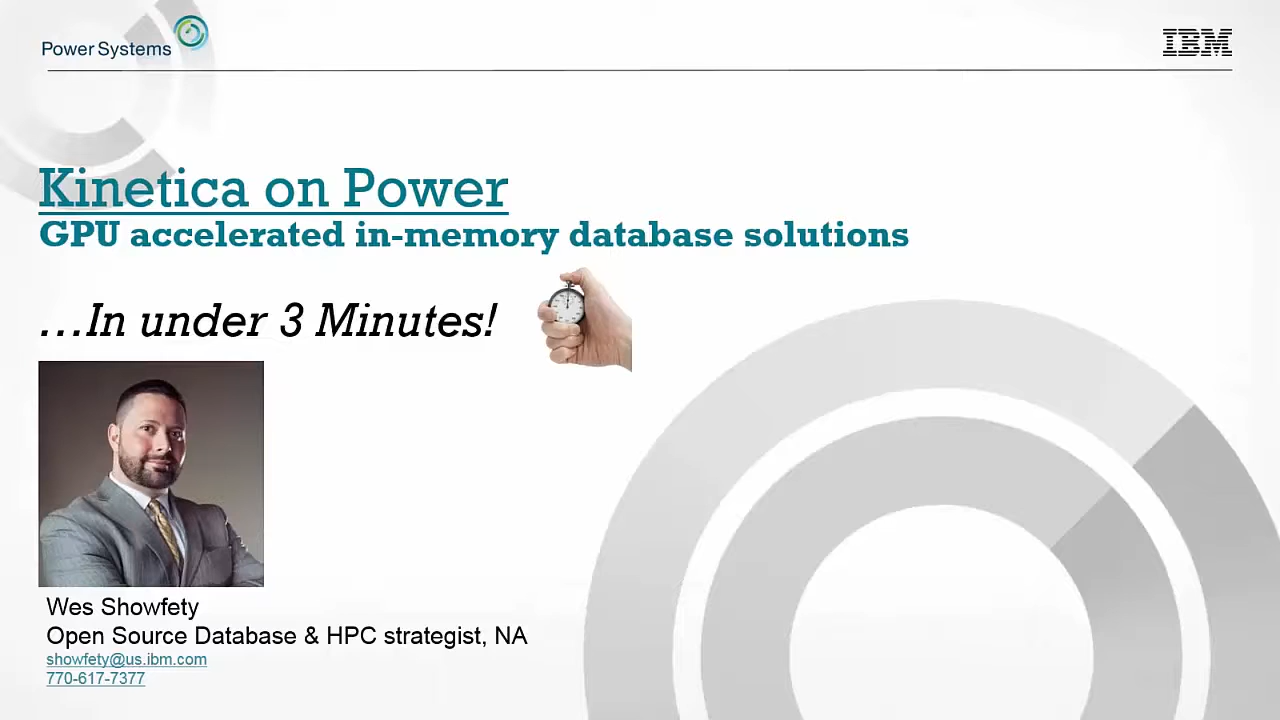 Power Systems
IBM
Kinetica on Power
GPU accelerated in-memory database solutions
...In under 3 Minutes!
Wes Showfety
Open Source Database & HPC strategist, NA
showfety@us.ibm.com
770-617-7377